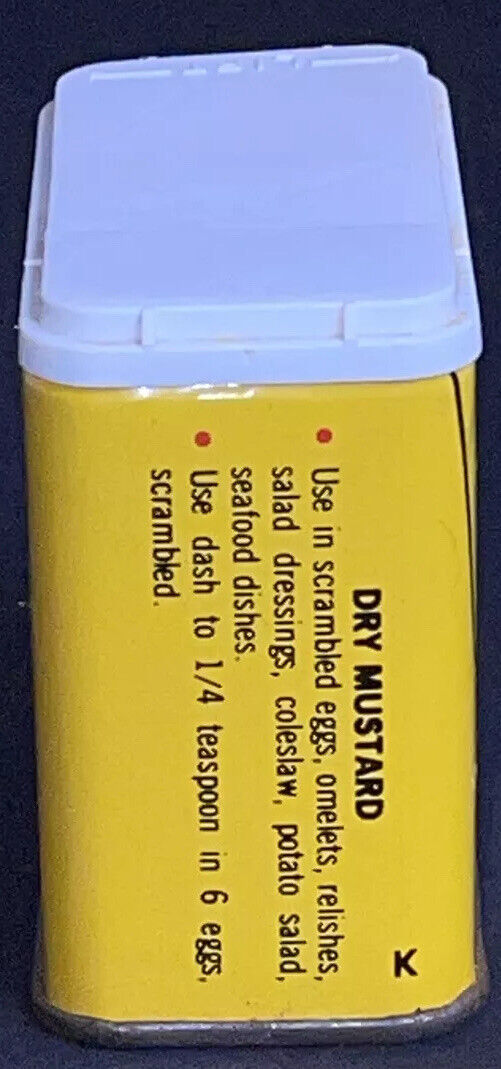 K
DRY MUSTARD
• Use in scrambled eggs, omelets, relishes,
salad dressings, coleslaw, potato salad,
seafood dishes.
• Use dash to 1/4 teaspoon in 6 eggs,
scrambled.